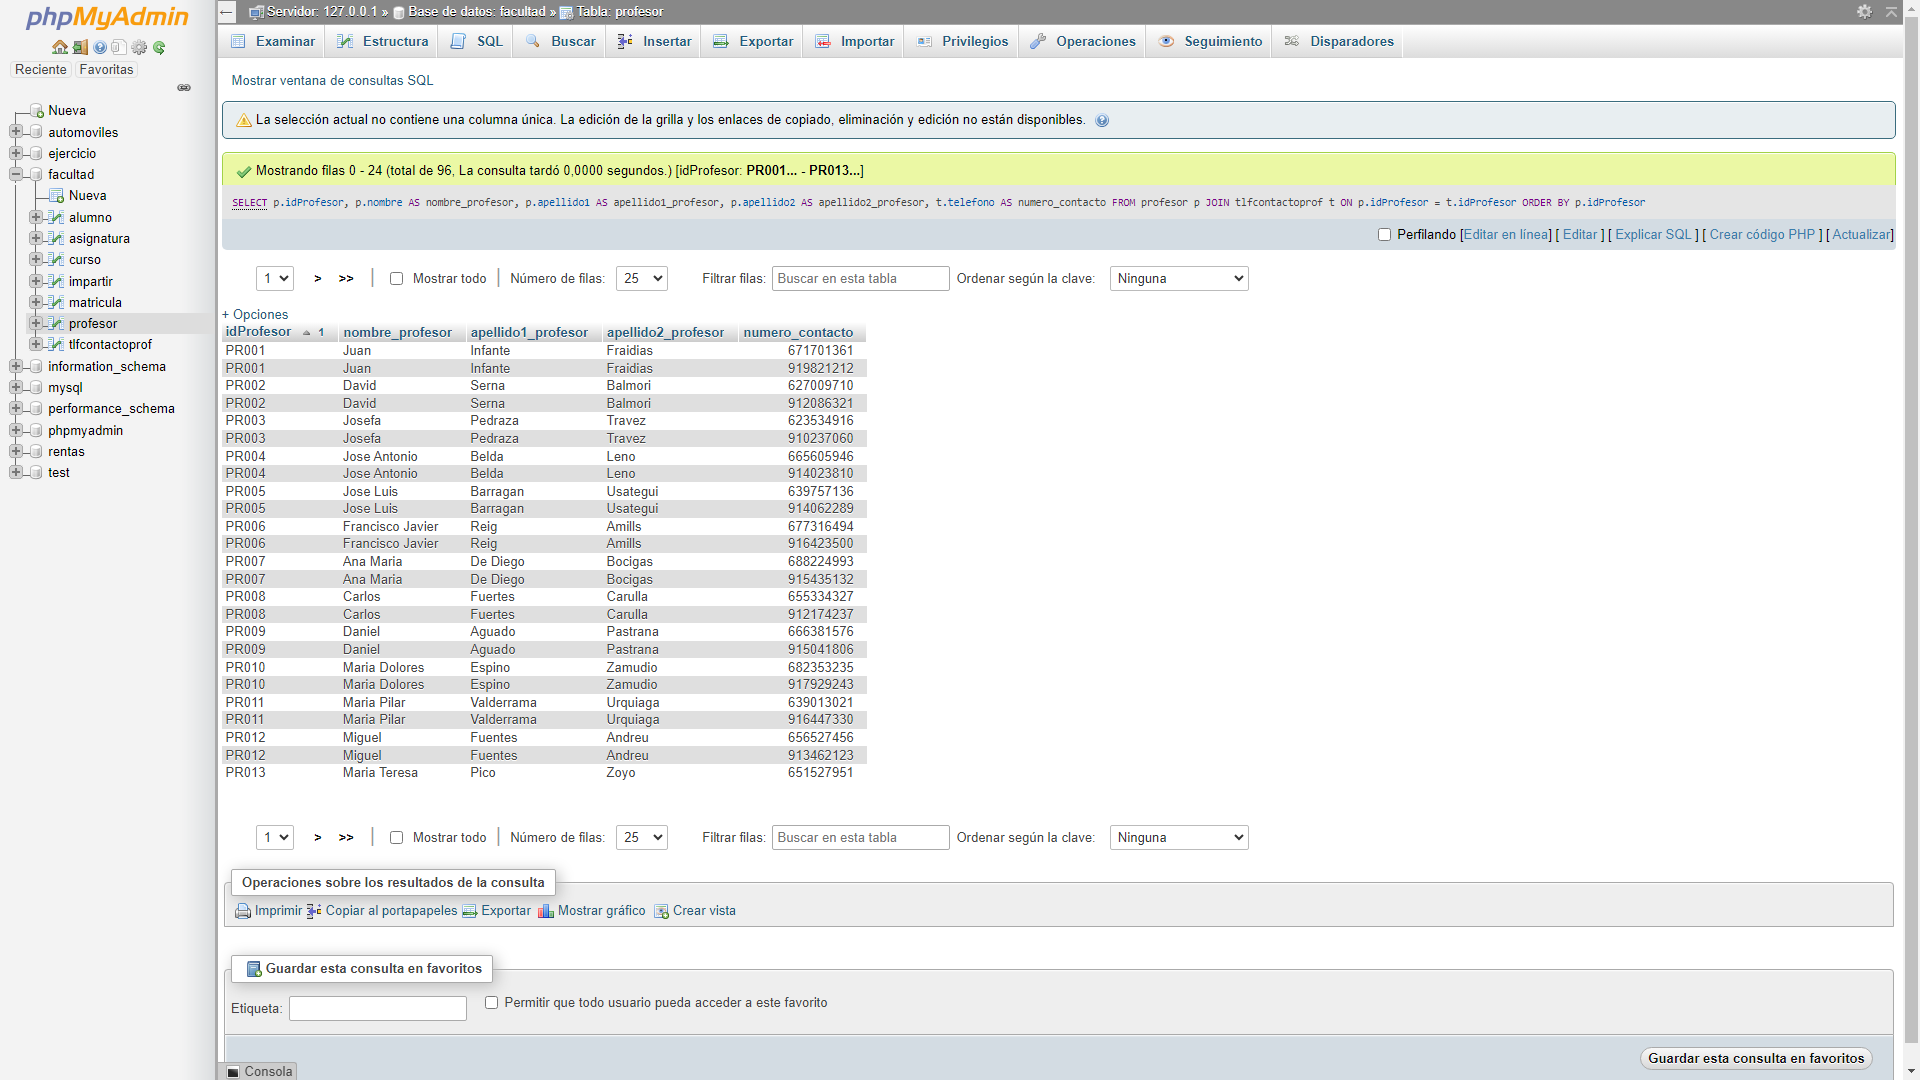 phpMyAdmin
Reciente Favoritas
Nueva
automoviles
ejercicio
facultad
Nueva
alumno
asignatura
curso
impartir
matricula
profesor
tlfcontactoprof
information_schema
mysql
performance_schema
phpmyadmin
rentas
test
Servidor: 127.0.0.1 » Base de datos: facultad » Tabla: profesor
Examinar Estructura SQL Buscar Insertar Exportar Importar Privilegios Operaciones Seguimiento Disparadores
Mostrar ventana de consultas SQL
La selección actual no contiene una columna única. La edición de la grilla y los enlaces de copiado, eliminación y edición no están disponibles.
Mostrando filas 0 - 24 (total de 96, La consulta tardó 0,0000 segundos.) [idProfesor: PR001... - PR013...]
SELECT p.idProfesor, p.nombre AS nombre_profesor, p.apellido1 AS apellido1_profesor, p.apellido2 AS apellido2_profesor, t.telefono AS numero_contacto FROM profesor p JOIN tlfcontactoprof t ON p.idProfesor = t.idProfesor ORDER BY p.idProfesor
Perfilando [Editar en línea] [ Editar ] [ Explicar SQL ] [ Crear código PHP ] [ Actualizar]
1 > >> | Mostrar todo | Número de filas: 25 Filtrar filas: Buscar en esta tabla Ordenar según la clave: Ninguna
+ Opciones
idProfesor 1 nombre_profesor apellido1_profesor apellido2_profesor numero_contacto
PR001 Juan Infante Fraidias 671701361
PR001 Juan Infante Fraidias 919821212
PR002 David Serna Balmori 627009710
PR002 David Serna Balmori 912086321
PR003 Josefa Pedraza Travez 623534916
PR003 Josefa Pedraza Travez 910237060
PR004 Jose Antonio Belda Leno 665605946
PR004 Jose Antonio Belda Leno 914023810
PR005 Jose Luis Barragan Usategui 639757136
PR005 Jose Luis Barragan Usategui 914062289
PR006 Francisco Javier Reig Amills 677316494
PR006 Francisco Javier Reig Amills 916423500
PR007 Ana Maria De Diego Bocigas 688224993
PR007 Ana Maria De Diego Bocigas 915435132
PR008 Carlos Fuertes Carulla 655334327
PR008 Carlos Fuertes Carulla 912174237
PR009 Daniel Aguado Pastrana 666381576
PR009 Daniel Aguado Pastrana 915041806
PR010 Maria Dolores Espino Zamudio 682353235
PR010 Maria Dolores Espino Zamudio 917929243
PR011 Maria Pilar Valderrama Urquiaga 639013021
PR011 Maria Pilar Valderrama Urquiaga 916447330
PR012 Miguel Fuentes Andreu 656527456
PR012 Miguel Fuentes Andreu 913462123
PR013 Maria Teresa Pico Zoyo 651527951
1 > >> | Mostrar todo | Número de filas: 25 Filtrar filas: Buscar en esta tabla Ordenar según la clave: Ninguna
Operaciones sobre los resultados de la consulta
Imprimir Copiar al portapapeles Exportar Mostrar gráfico Crear vista
Guardar esta consulta en favoritos
Etiqueta: Permitir que todo usuario pueda acceder a este favorito
Guardar esta consulta en favoritos
Consola